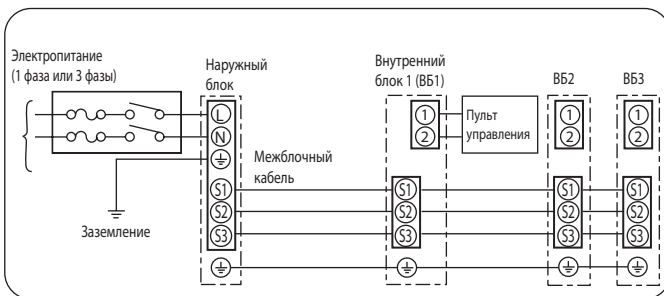 Электропитание
(1 фаза или 3 фазы)
Наружный
блок
Внутренний
блок 1 (ВБ1)
ВБ2
ВБ3
L
N
1
2
Пульт
управления
1
2
1
2
Межблочный
кабель
Заземление
S1
S2
S3
S1
S2
S3
S1
S2
S3
S1
S2
S3